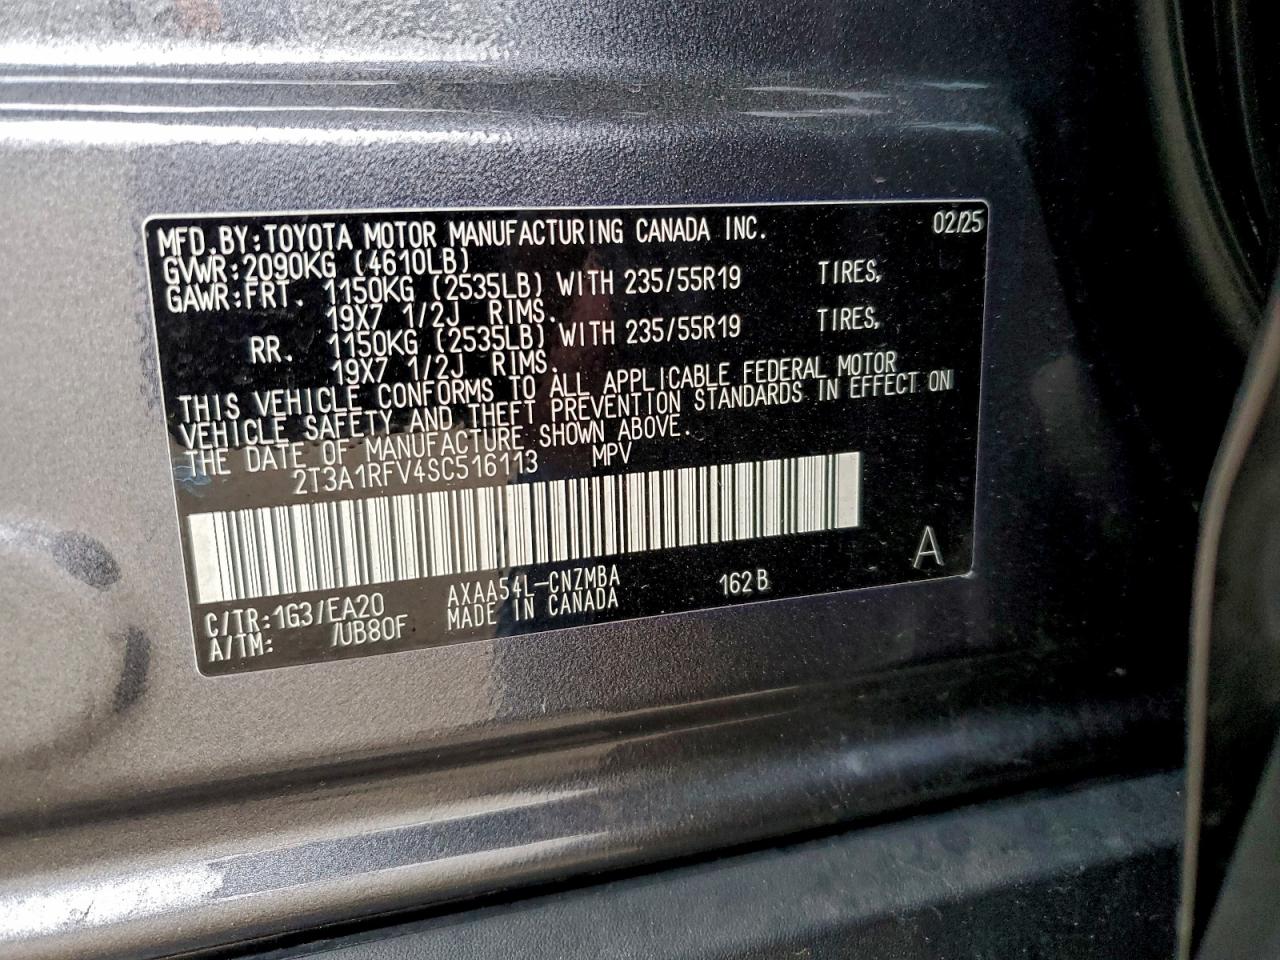 MFD.BY:TOYOTA MOTOR MANUFACTURING CANADA INC. 02/25
GVWR:2090KG (4610LB)
GAWR:FRT. 1150KG (2535LB) WITH 235/55R19 TIRES,
19X7 1/2J RIMS.
RR. 1150KG (2535LB) WITH 235/55R19 TIRES,
19X7 1/2J RIMS.
THIS VEHICLE CONFORMS TO ALL APPLICABLE FEDERAL MOTOR
VEHICLE SAFETY AND THEFT PREVENTION STANDARDS IN EFFECT ON
THE DATE OF MANUFACTURE SHOWN ABOVE.
2T3A1RFV4SC516113 MPV
A
C/TR:1G3/EA20 AXAA54L-CNZMBA 162B
A/TM: /UB80F MADE IN CANADA